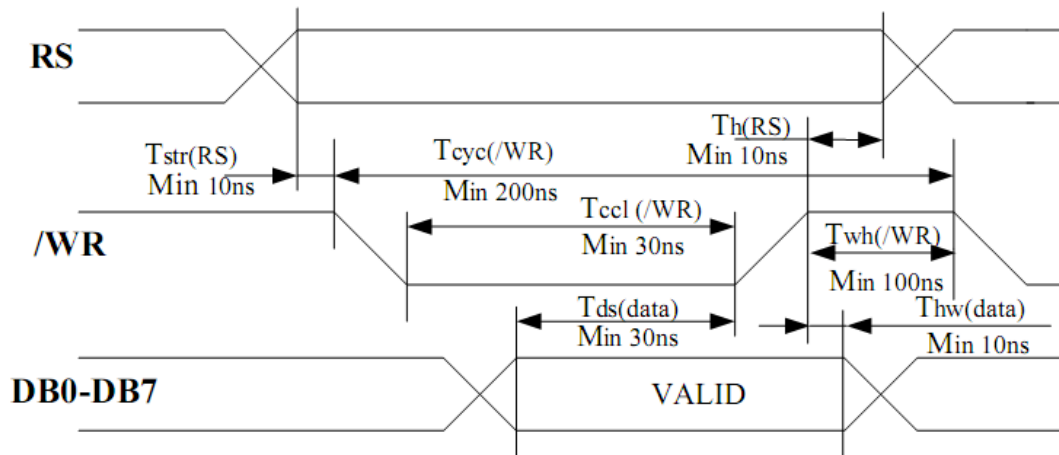 RS
Tstr(RS)
Min 10ns
Tcyc(/WR)
Min 200ns
Th(RS)
Min 10ns
/WR
Tccl (/WR)
Min 30ns
Twh(/WR)
Min 100ns
Tds(data)
Min 30ns
Thw(data)
Min 10ns
DB0-DB7
VALID